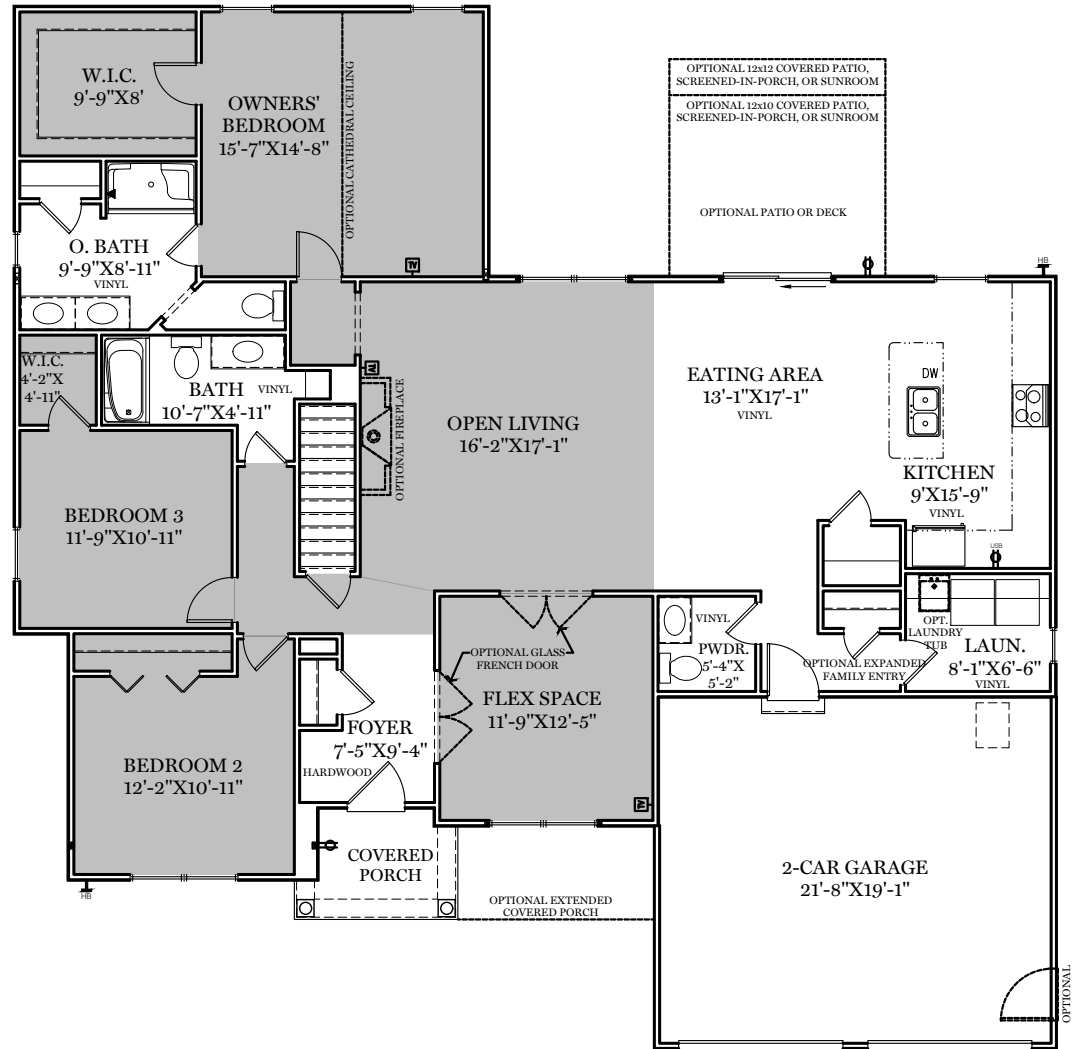 W.I.C.
9'-9"X8'
OWNERS'
BEDROOM
15'-7"X14'-8"
OPTIONAL CATHEDRAL CEILING
OPTIONAL 12x12 COVERED PATIO,
SCREENED-IN-PORCH, OR SUNROOM
OPTIONAL 12x10 COVERED PATIO,
SCREENED-IN-PORCH, OR SUNROOM
OPTIONAL PATIO OR DECK
HB
O. BATH
9'-9"X8'-11"
VINYL
TV
W.I.C.
4'-2"X
4'-11"
BATH
VINYL
10'-7"X4'-11"
TV
OPTIONAL FIREPLACE
OPEN LIVING
16'-2"X17'-1"
EATING AREA
13'-1"X17'-1"
VINYL
DW
KITCHEN
9'X15'-9"
VINYL
USB
BEDROOM 3
11'-9"X10'-11"
OPTIONAL GLASS
FRENCH DOOR
FLEX SPACE
11'-9"X12'-5"
TV
VINYL
PWDR.
5'-4"X
5'-2"
OPTIONAL EXPANDED
FAMILY ENTRY
OPT.
LAUNDRY
TUB
LAUN.
8'-1"X6'-6"
VINYL
FOYER
7'-5"X9'-4"
HARDWOOD
BEDROOM 2
12'-2"X10'-11"
HB
COVERED
PORCH
OPTIONAL EXTENDED
COVERED PORCH
2-CAR GARAGE
21'-8"X19'-1"
OPTIONAL